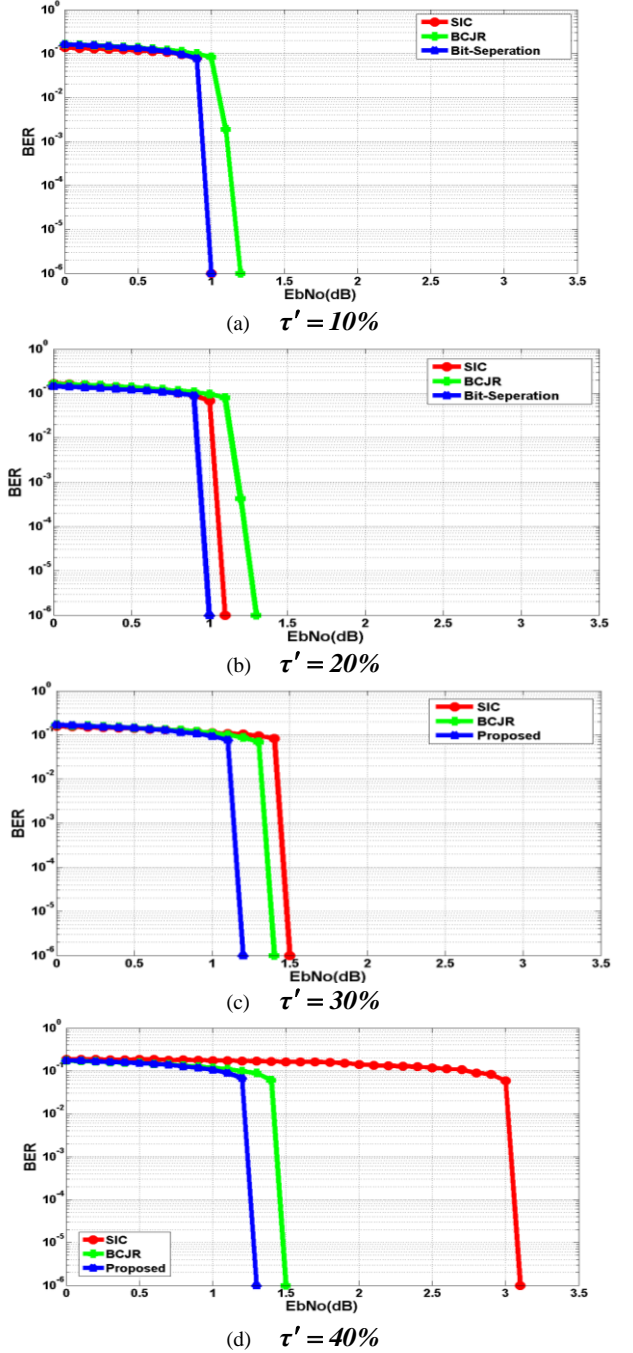 10^0
10^-1
10^-2
10^-3
10^-4
10^-5
10^-6
BER
SIC
BCJR
Bit-Seperation
0 0.5 1 1.5 2 2.5 3 3.5
EbNo(dB)
(a) τ' = 10%
10^0
10^-1
10^-2
10^-3
10^-4
10^-5
10^-6
BER
SIC
BCJR
Bit-Seperation
0 0.5 1 1.5 2 2.5 3 3.5
EbNo(dB)
(b) τ' = 20%
10^0
10^-1
10^-2
10^-3
10^-4
10^-5
10^-6
BER
SIC
BCJR
Proposed
0 0.5 1 1.5 2 2.5 3 3.5
EbNo(dB)
(c) τ' = 30%
10^0
10^-1
10^-2
10^-3
10^-4
10^-5
10^-6
BER
SIC
BCJR
Proposed
0 0.5 1 1.5 2 2.5 3 3.5
EbNo(dB)
(d) τ' = 40%